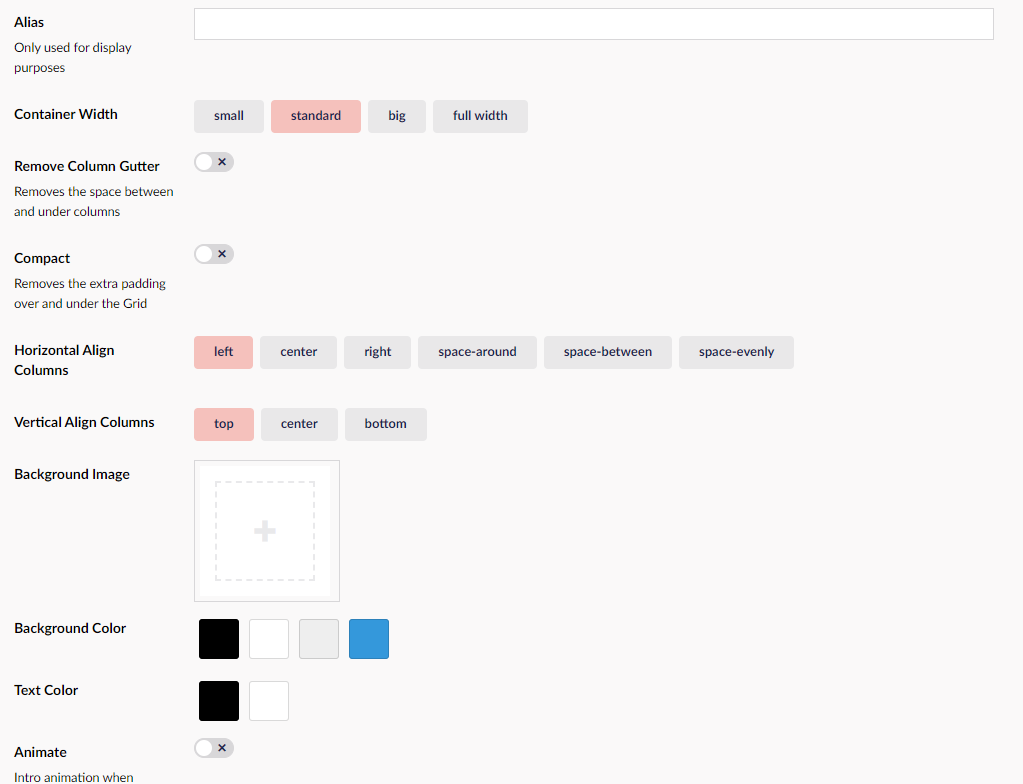 Alias
Only used for display
purposes
Container Width
small standard big full width
Remove Column Gutter
Removes the space between
and under columns
Compact
Removes the extra padding
over and under the Grid
Horizontal Align
Columns
left center right space-around space-between space-evenly
Vertical Align Columns
top center bottom
Background Image
Background Color
Text Color
Animate
Intro animation when